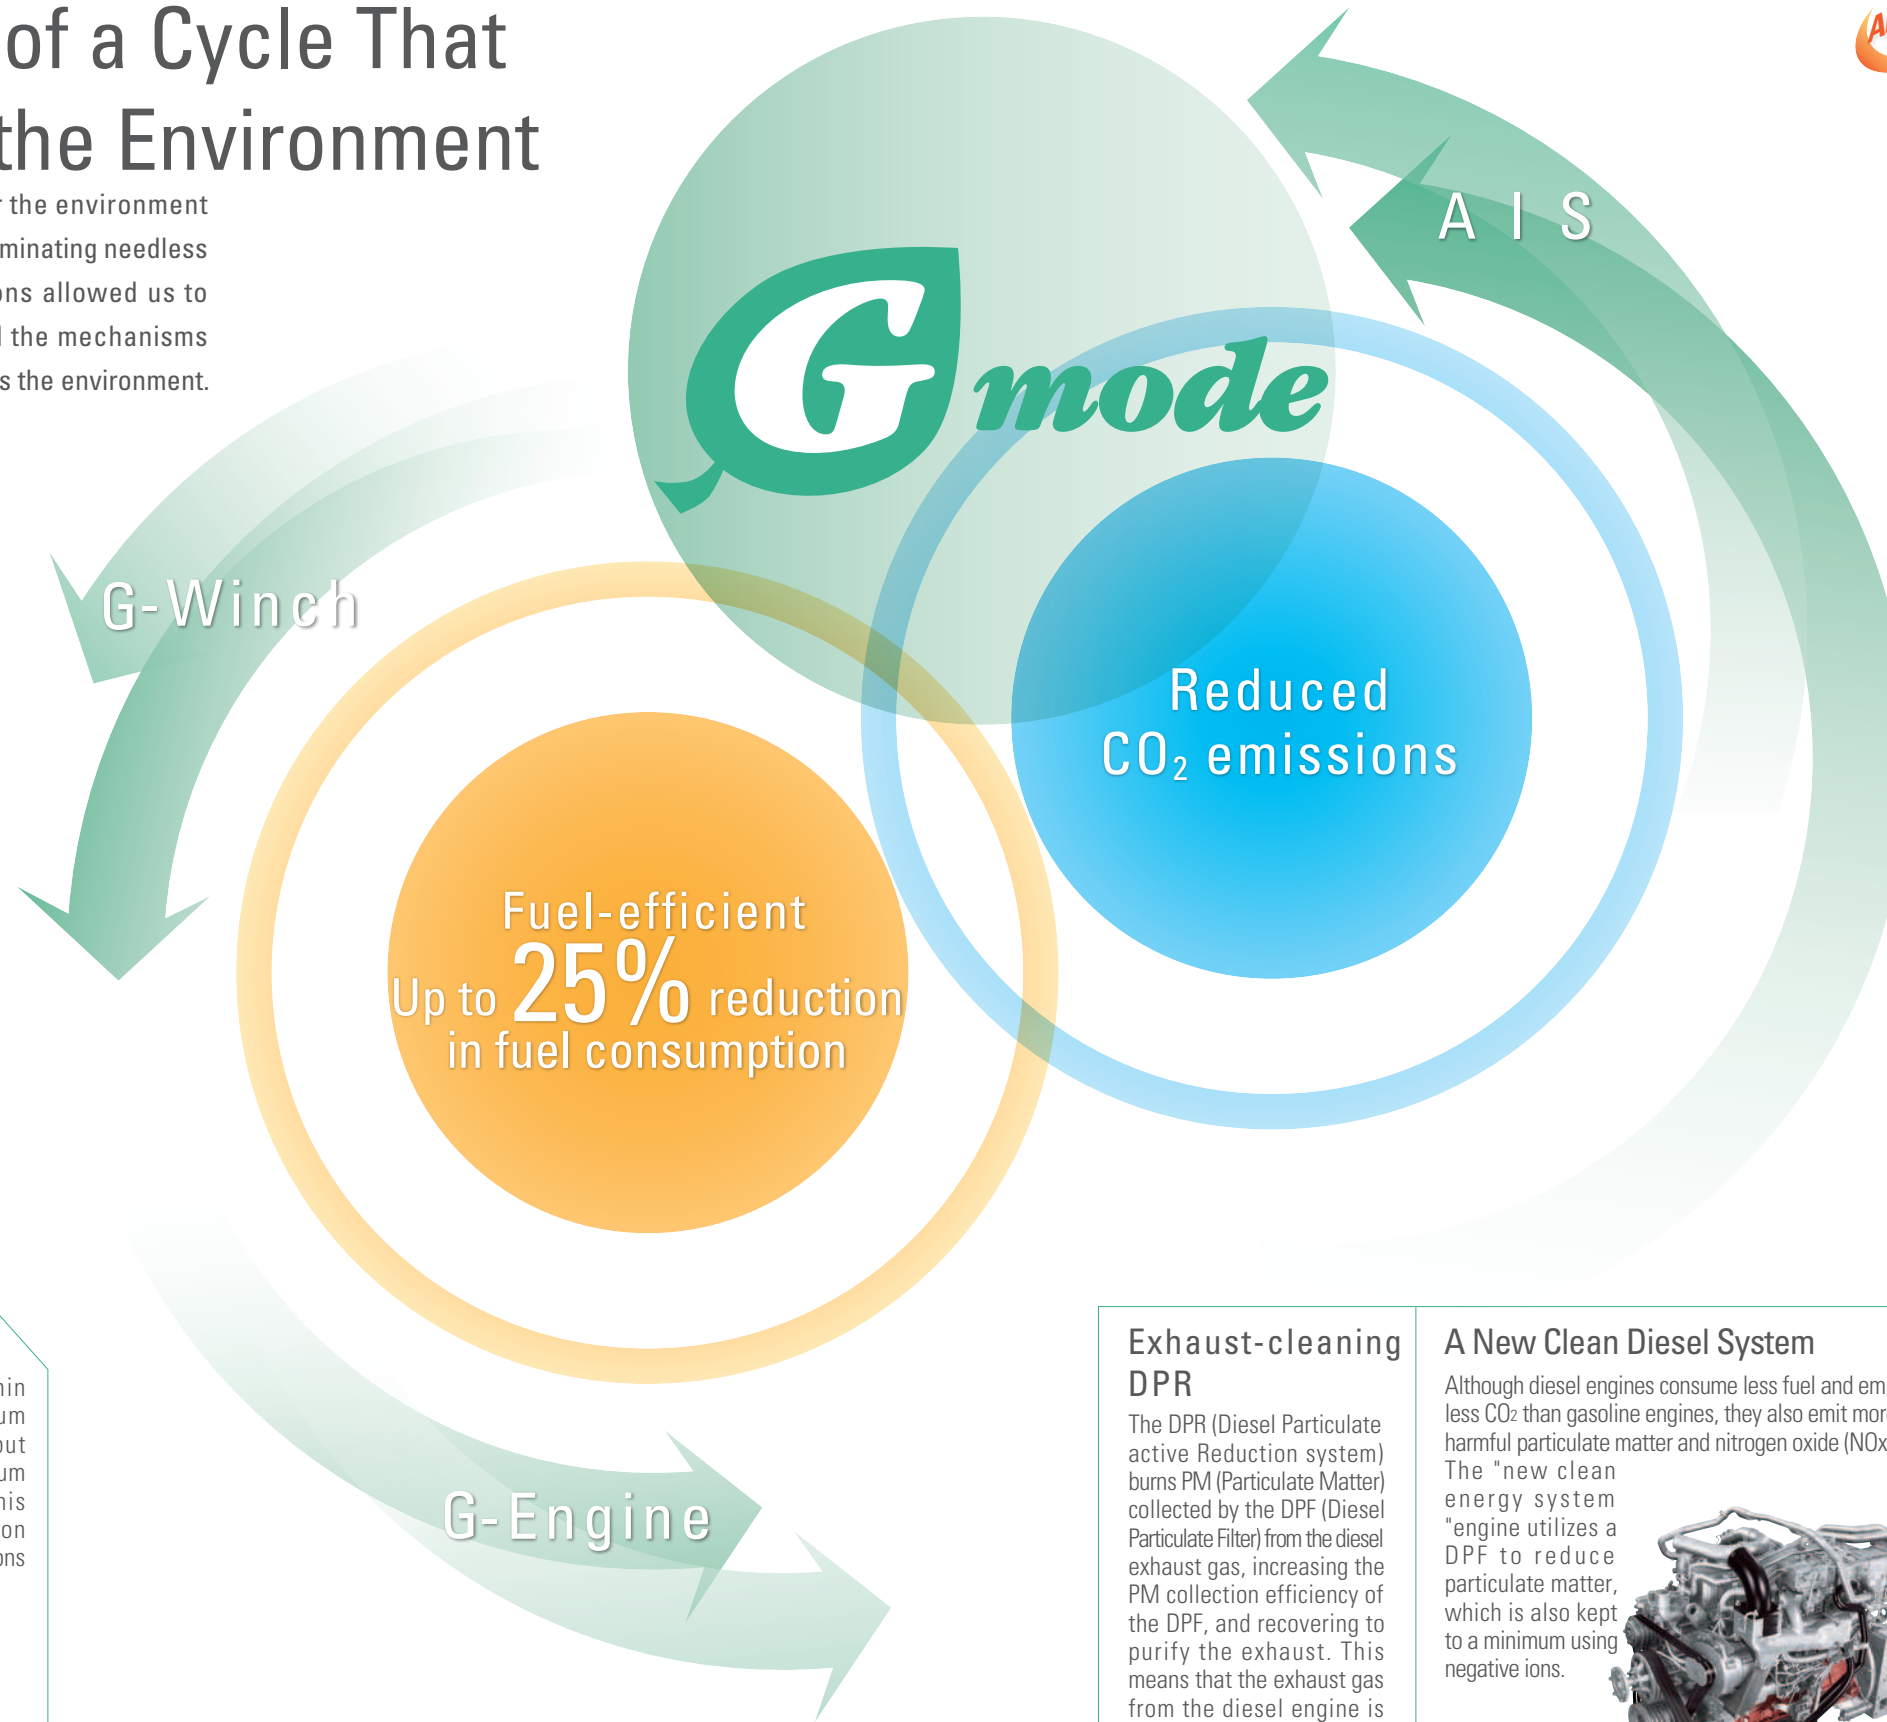 of a Cycle That
the Environment
the environment
needless
allowed us to
the mechanisms
the environment.
G mode
A I S
G-Winch
Reduced
CO₂ emissions
Fuel-efficient
Up to 25% reduction
in fuel consumption
G-Engine
Exhaust-cleaning
DPR
The DPR (Diesel Particulate
active Reduction system)
burns PM (Particulate Matter)
collected by the DPF (Diesel
Particulate Filter) from the diesel
exhaust gas, increasing the
PM collection efficiency of
the DPF, and recovering to
purify the exhaust. This
means that the exhaust gas
from the diesel engine is
A New Clean Diesel System
Although diesel engines consume less fuel and
less CO2 than gasoline engines, they also emit
harmful particulate matter and nitrogen oxide (NOx
The "new clean
energy system
"engine utilizes a
DPF to reduce
particulate matter,
which is also kept
to a minimum using
negative ions.